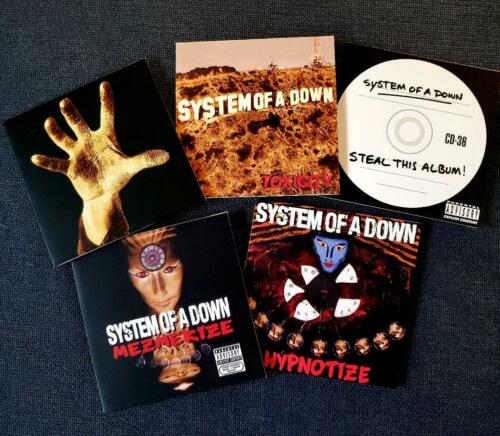 SYSTEM OF A DOWN
TOXICITY
SYSTEM OF A DOWN
CD-36
STEAL THIS ALBUM!
PARENTAL
ADVISORY
EXPLICIT CONTENT
SYSTEM OF A DOWN
MEZMERIZE
PARENTAL
ADVISORY
EXPLICIT CONTENT
SYSTEM OF A DOWN
HYPNOTIZE